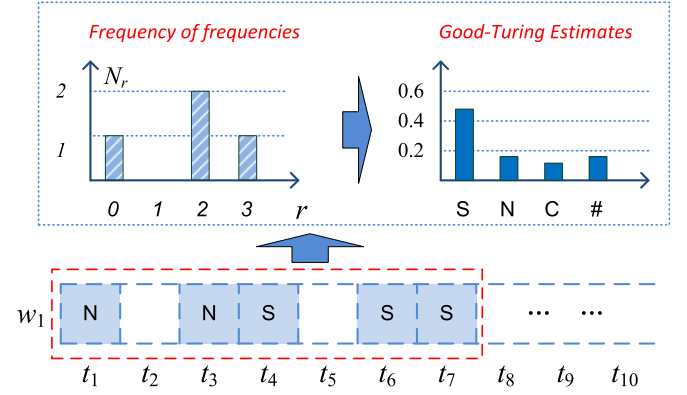 Frequency of frequencies
Good-Turing Estimates
N_r
2
1
0 1 2 3 r
0.6
0.4
0.2
S N C #
w_1
N N S S S ... ...
t_1 t_2 t_3 t_4 t_5 t_6 t_7 t_8 t_9 t_10